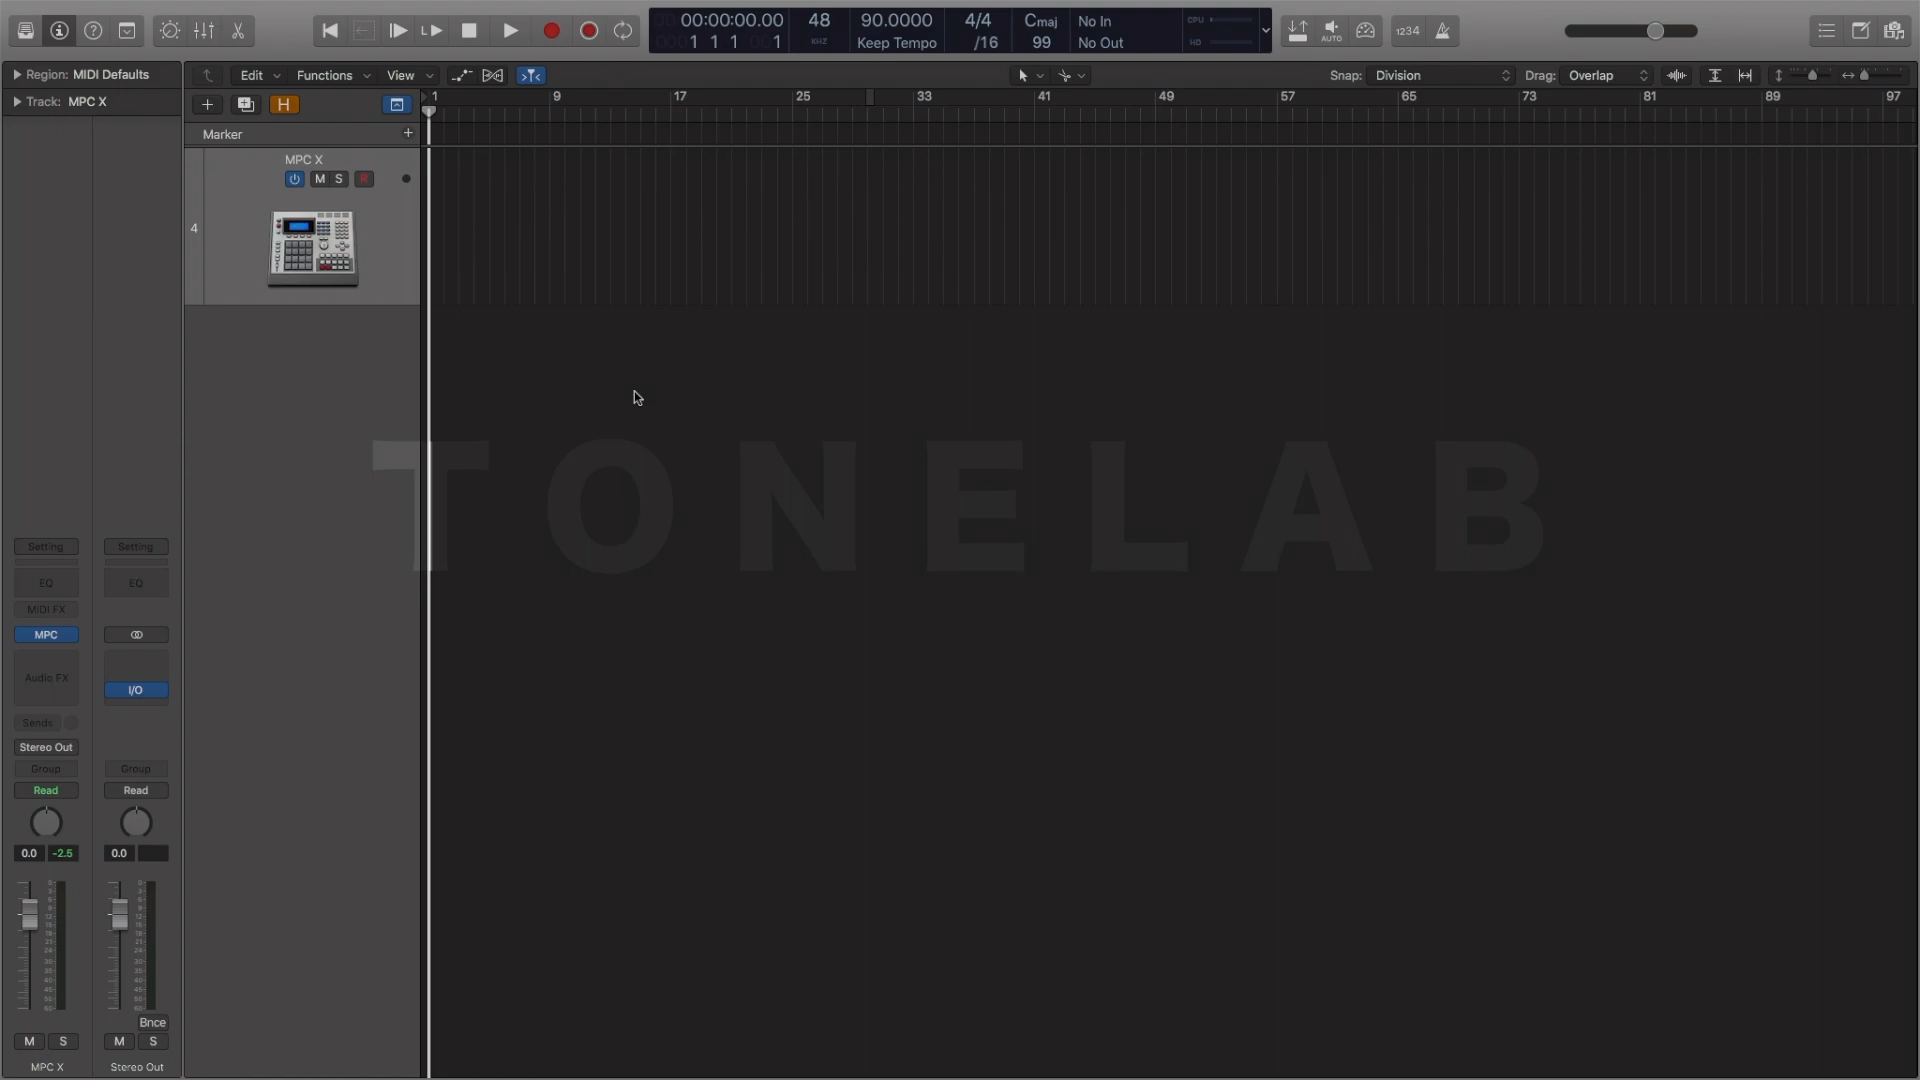 00:00:00.00
1 1 1 1
48
KHZ
90.0000
Keep Tempo
4/4
/16
Cmaj
99
No In
No Out
CPU
HD
AUTO
1234
Region: MIDI Defaults
Edit
Functions
View
Snap: Division
Drag: Overlap
Track: MPC X
H
1 9 17 25 33 41 49 57 65 73 81 89 97
Marker
MPC X
M S R
4
TONELAB
Setting Setting
EQ EQ
MIDI FX
MPC
Audio FX
I/O
Sends
Stereo Out
Group Group
Read Read
0.0 -2.5 0.0
Bnce
M S M S
MPC X Stereo Out